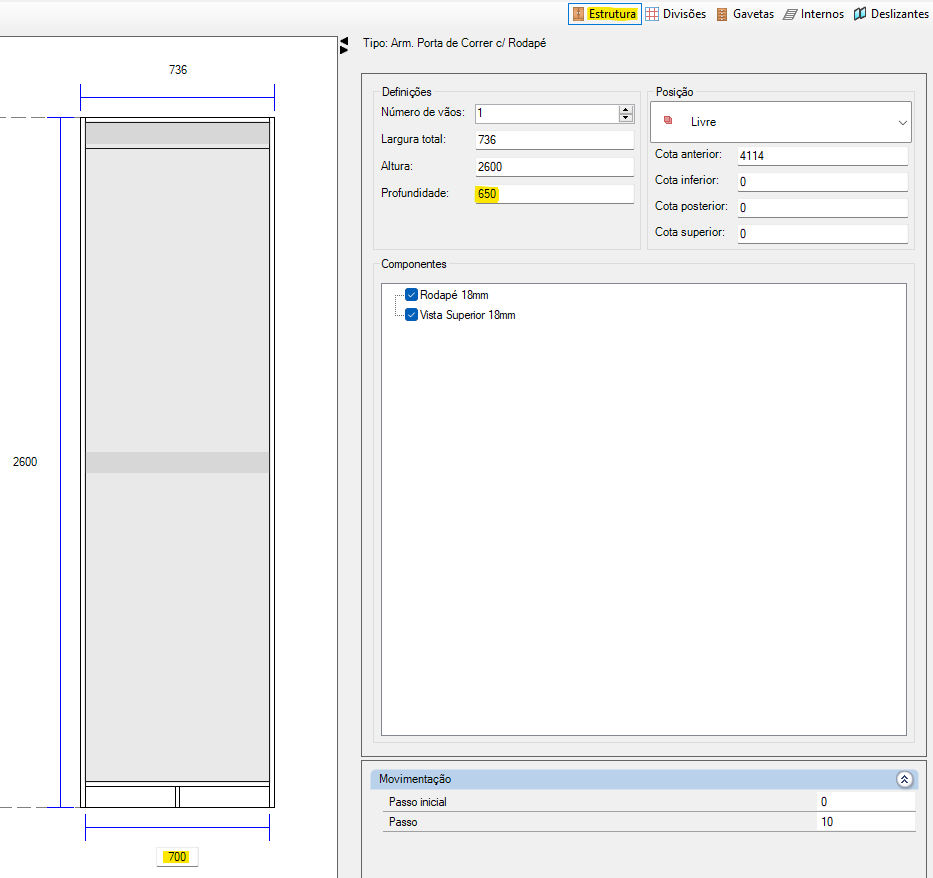 Estrutura Divisões Gavetas Internos Deslizantes
Tipo: Arm. Porta de Correr c/ Rodapé
736
2600
700
Definições
Número de vãos: 1
Largura total: 736
Altura: 2600
Profundidade: 650
Posição
Livre
Cota anterior: 4114
Cota inferior: 0
Cota posterior: 0
Cota superior: 0
Componentes
Rodapé 18mm
Vista Superior 18mm
Movimentação
Passo inicial 0
Passo 10